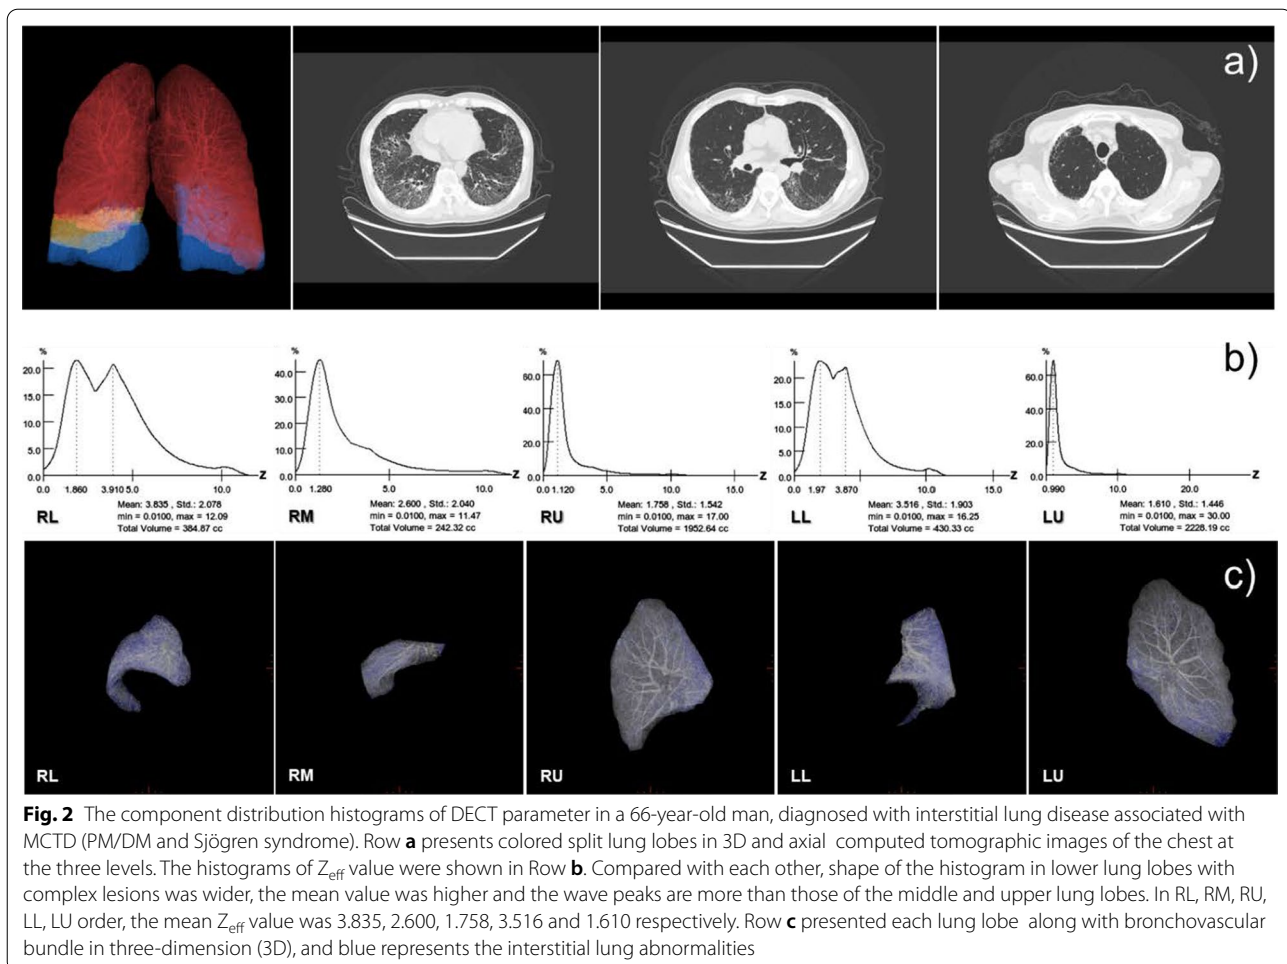 a)
b)
%
20.0
15.0
10.0
5.0
0.0 1.860 3.910 5.0 10.0
Z
RL
Mean: 3.835 , Std.: 2.078
min = 0.0100, max = 12.09
Total Volume = 384.87 cc
%
40.0
30.0
20.0
10.0
0.0
0.0 1.280 5.0 10.0
Z
RM
Mean: 2.600 , Std.: 2.040
min = 0.0100, max = 11.47
Total Volume = 242.32 cc
%
60.0
40.0
20.0
0.0
0.0 1.120 10.0 20.0
Z
RU
Mean: 1.758 , Std.: 1.542
min = 0.0100, max = 17.00
Total Volume = 1952.64 cc
%
20.0
15.0
10.0
5.0
0.0
0.0 1.97 3.870 10.0 15.0
Z
LL
Mean: 3.516 , Std.: 1.903
min = 0.0100, max = 16.25
Total Volume = 430.33 cc
%
60.0
40.0
20.0
0.0
0.990 10.0 20.0
Z
LU
Mean: 1.610 , Std.: 1.446
min = 0.0100, max = 30.00
Total Volume = 2228.19 cc
c)
RL
RM
RU
LL
LU
Fig. 2 The component distribution histograms of DECT parameter in a 66-year-old man, diagnosed with interstitial lung disease associated with
MCTD (PM/DM and Sjögren syndrome). Row a presents colored split lung lobes in 3D and axial computed tomographic images of the chest at
the three levels. The histograms of Zeff value were shown in Row b. Compared with each other, shape of the histogram in lower lung lobes with
complex lesions was wider, the mean value was higher and the wave peaks are more than those of the middle and upper lung lobes. In RL, RM, RU,
LL, LU order, the mean Zeff value was 3.835, 2.600, 1.758, 3.516 and 1.610 respectively. Row c presented each lung lobe along with bronchovascular
bundle in three-dimension (3D), and blue represents the interstitial lung abnormalities